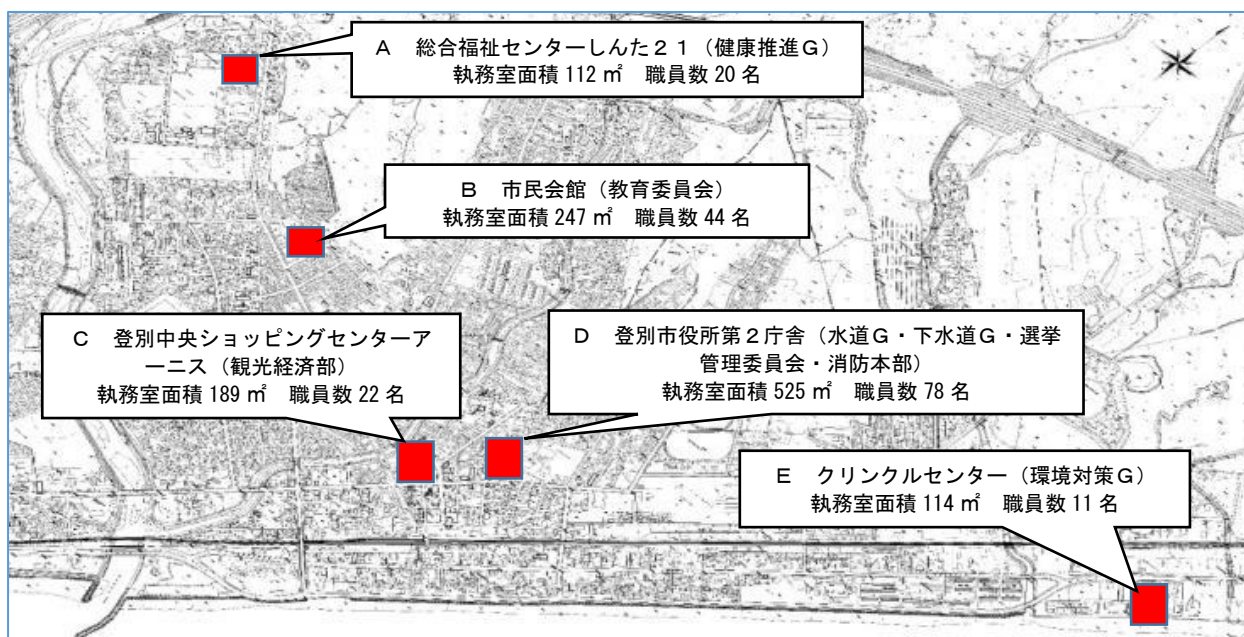 A 総合福祉センターしんた21（健康推進G）
執務室面積 112 ㎡ 職員数 20 名
B 市民会館（教育委員会）
執務室面積 247 ㎡ 職員数 44 名
C 登別中央ショッピングセンターア
ーニス（観光経済部）
執務室面積 189 ㎡ 職員数 22 名
D 登別市役所第2庁舎（水道G・下水道G・選挙
管理委員会・消防本部）
執務室面積 525 ㎡ 職員数 78 名
E クリンクルセンター（環境対策G）
執務室面積 114 ㎡ 職員数 11 名